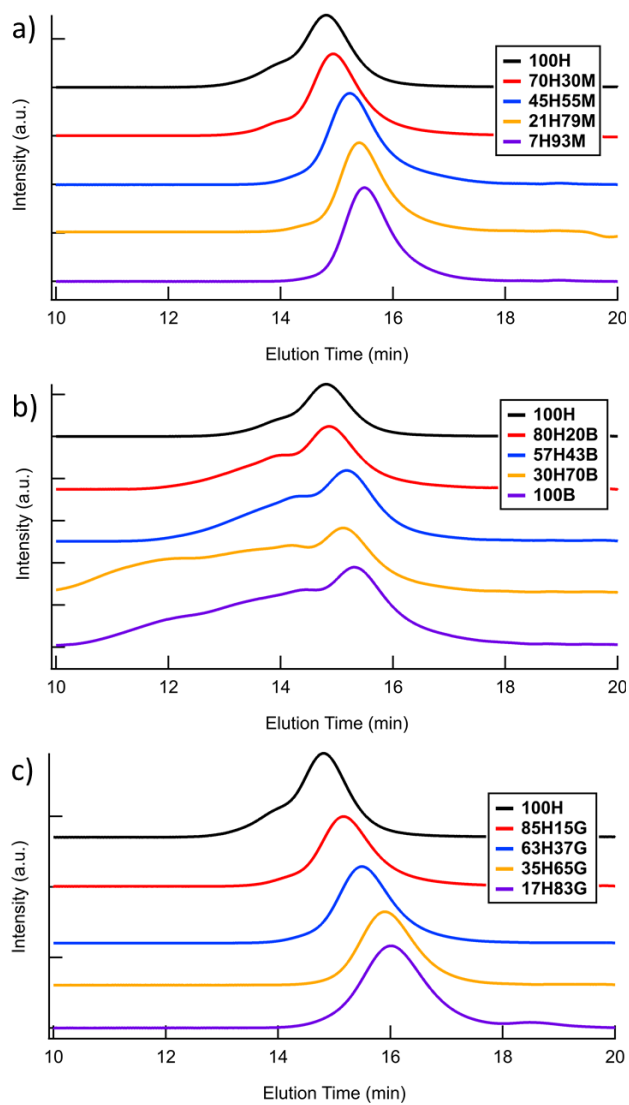 a)
Intensity (a.u.)
100H
70H30M
45H55M
21H79M
7H93M
10 12 14 16 18 20
Elution Time (min)
b)
Intensity (a.u.)
100H
80H20B
57H43B
30H70B
100B
10 12 14 16 18 20
Elution Time (min)
c)
Intensity (a.u.)
100H
85H15G
63H37G
35H65G
17H83G
10 12 14 16 18 20
Elution Time (min)